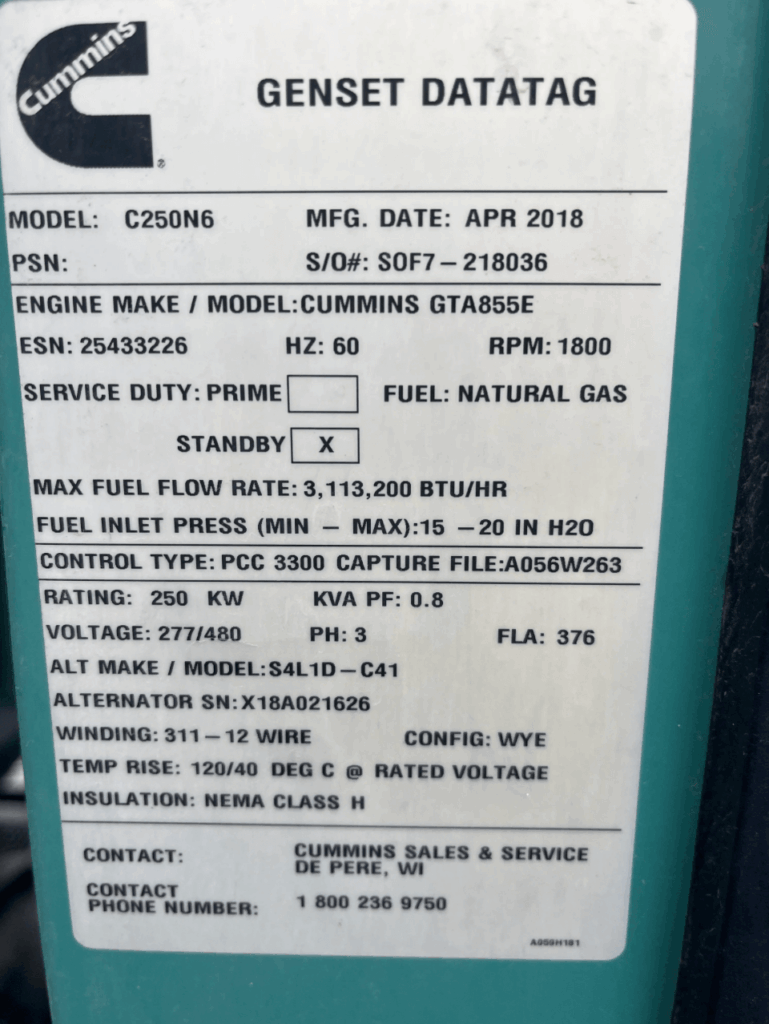 Cummins
®
GENSET DATATAG
MODEL: C250N6 MFG. DATE: APR 2018
PSN: S/O#: SOF7-218036
ENGINE MAKE / MODEL:CUMMINS GTA855E
ESN: 25433226 HZ: 60 RPM: 1800
SERVICE DUTY: PRIME FUEL: NATURAL GAS
STANDBY X
MAX FUEL FLOW RATE: 3,113,200 BTU/HR
FUEL INLET PRESS (MIN - MAX):15 -20 IN H2O
CONTROL TYPE: PCC 3300 CAPTURE FILE:A056W263
RATING: 250 KW KVA PF: 0.8
VOLTAGE: 277/480 PH: 3 FLA: 376
ALT MAKE / MODEL:S4L1D-C41
ALTERNATOR SN:X18A021626
WINDING: 311-12 WIRE CONFIG: WYE
TEMP RISE: 120/40 DEG C @ RATED VOLTAGE
INSULATION: NEMA CLASS H
CONTACT: CUMMINS SALES & SERVICE
DE PERE, WI
CONTACT
PHONE NUMBER: 1 800 236 9750